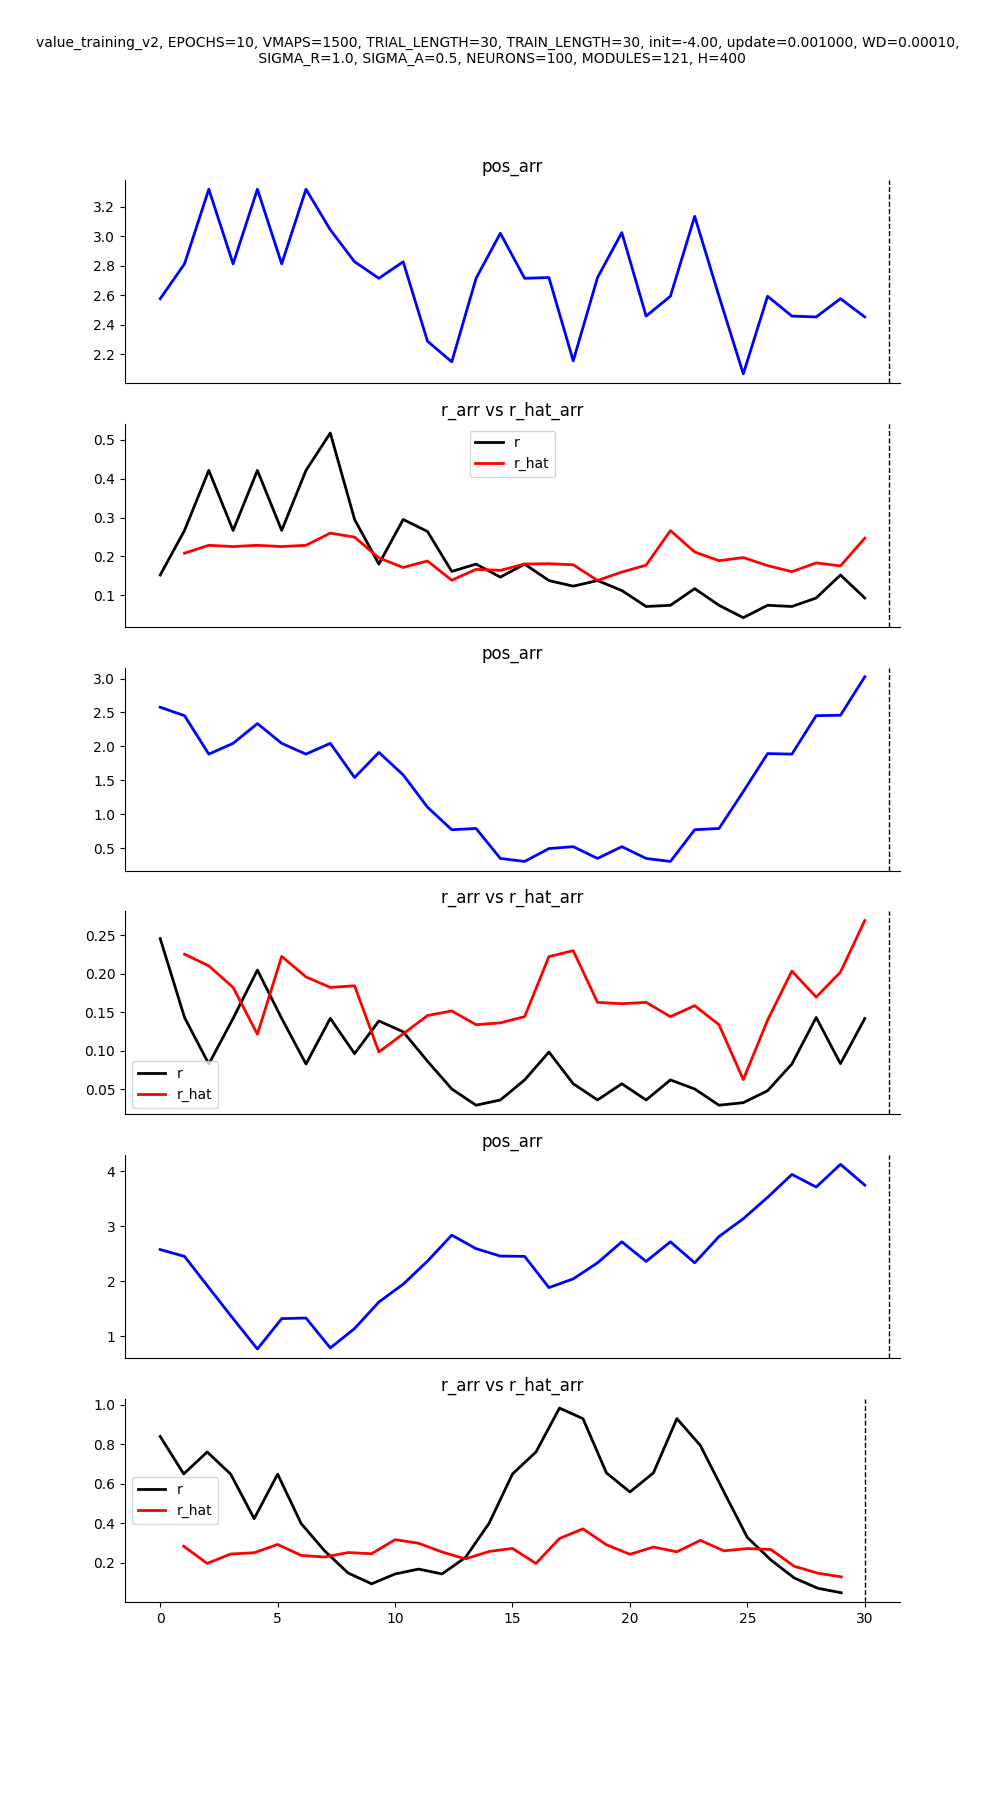 value_training_v2, EPOCHS=10, VMAPS=1500, TRIAL_LENGTH=30, TRAIN_LENGTH=30, init=-4.00, update=0.001000, WD=0.00010,
SIGMA_R=1.0, SIGMA_A=0.5, NEURONS=100, MODULES=121, H=400
pos_arr
3.2
3.0
2.8
2.6
2.4
2.2
r_arr vs r_hat_arr
0.5
0.4
0.3
0.2
0.1
r
r_hat
pos_arr
3.0
2.5
2.0
1.5
1.0
0.5
r_arr vs r_hat_arr
0.25
0.20
0.15
0.10
0.05
r
r_hat
pos_arr
4
3
2
1
r_arr vs r_hat_arr
1.0
0.8
0.6
0.4
0.2
r
r_hat
0 5 10 15 20 25 30